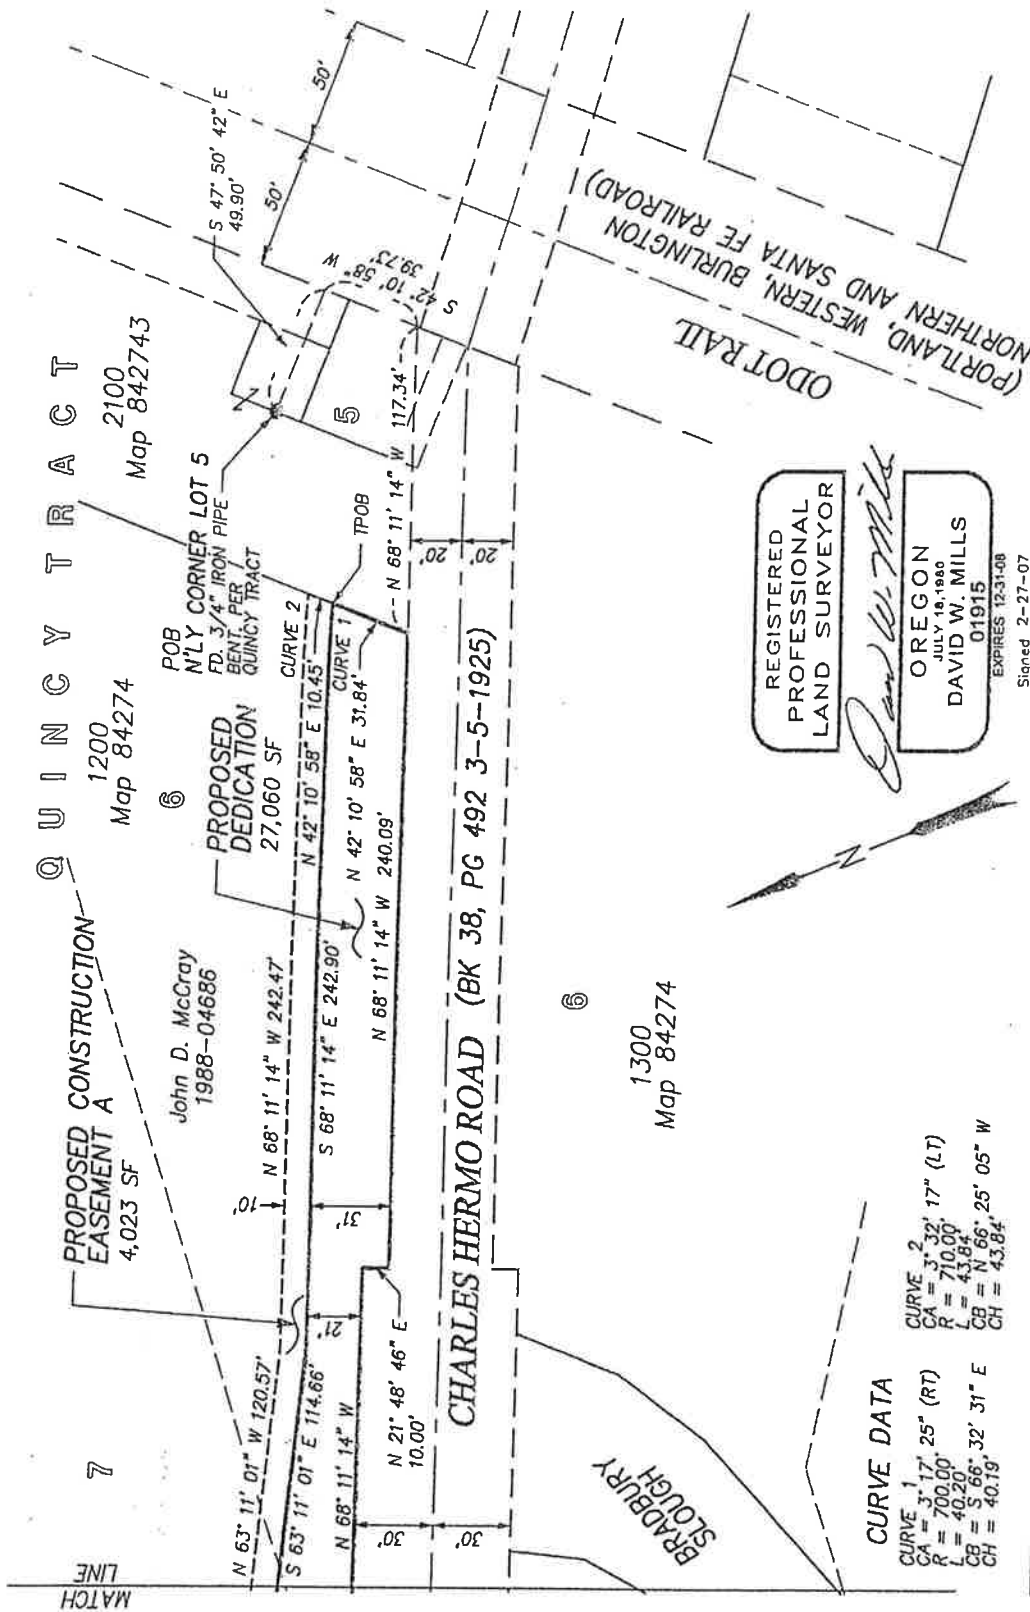 MATCH
LINE
QUINCY TRACT
7
PROPOSED CONSTRUCTION
EASEMENT A
4,023 SF
John D. McCray
1988-04686
1200
Map 84274
6
2100
Map 842743
PROPOSED
DEDICATION
27,060 SF
POB
N'LY CORNER LOT 5
FD. 3/4" IRON PIPE
BENT. PER
QUINCY TRACT
S 47° 50' 42" E
49.90'
50'
50'
S 42° 10' 58" W
39.73'
5
N 63° 11' 01" W 120.57'
S 63° 11' 01" E 114.66'
N 68° 11' 14" W
N 68° 11' 14" W 242.47'
10'
S 68° 11' 14" E 242.90'
31'
21'
N 21° 48' 46" E
10.00'
N 68° 11' 14" W 240.09'
N 42° 10' 58" E 10.45'
CURVE 2
CURVE 1
N 42° 10' 58" E 31.84'
TPOB
N 68° 11' 14" W 117.34'
20'
20'
30'
30'
CHARLES HERMO ROAD (BK 38, PG 492 3-5-1925)
ODOT RAIL
(PORTLAND, WESTERN, BURLINGTON
NORTHERN AND SANTA FE RAILROAD)
BRADBURY
SLOUGH
6
1300
Map 84274
N
CURVE DATA
CURVE 1
CA = 3° 17' 25" (RT)
R = 700.00'
L = 40.20'
CB = S 66° 32' 31" E
CH = 40.19'
CURVE 2
CA = 3° 32' 17" (LT)
R = 710.00'
L = 43.84'
CB = N 66° 25' 05" W
CH = 43.84'
REGISTERED
PROFESSIONAL
LAND SURVEYOR
David W. Mills
OREGON
JULY 18, 1980
DAVID W. MILLS
01915
EXPIRES 12-31-08
Signed 2-27-07